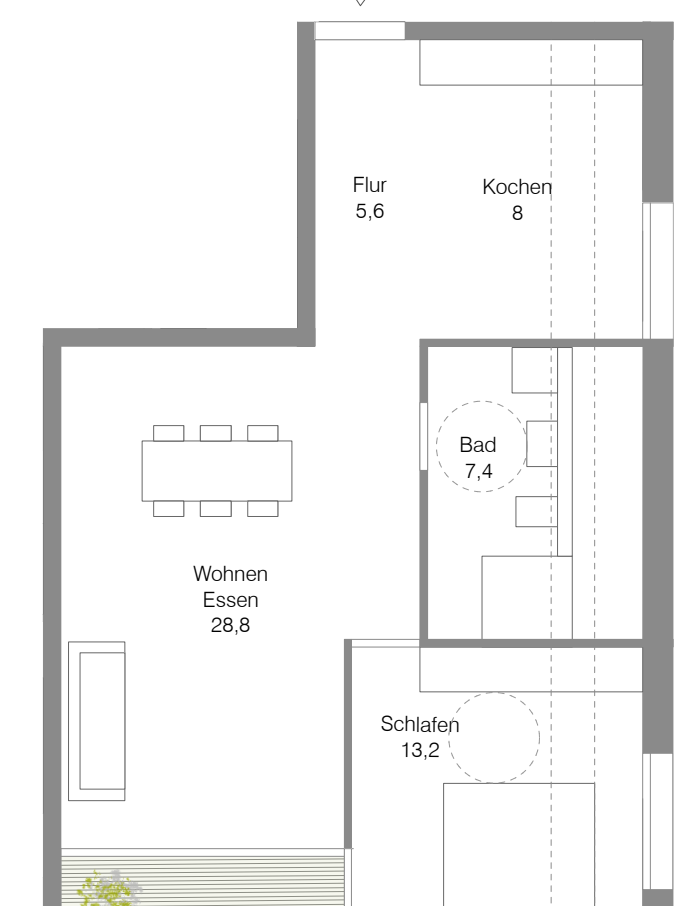 Flur
5,6
Kochen
8
Bad
7,4
Wohnen
Essen
28,8
Schlafen
13,2